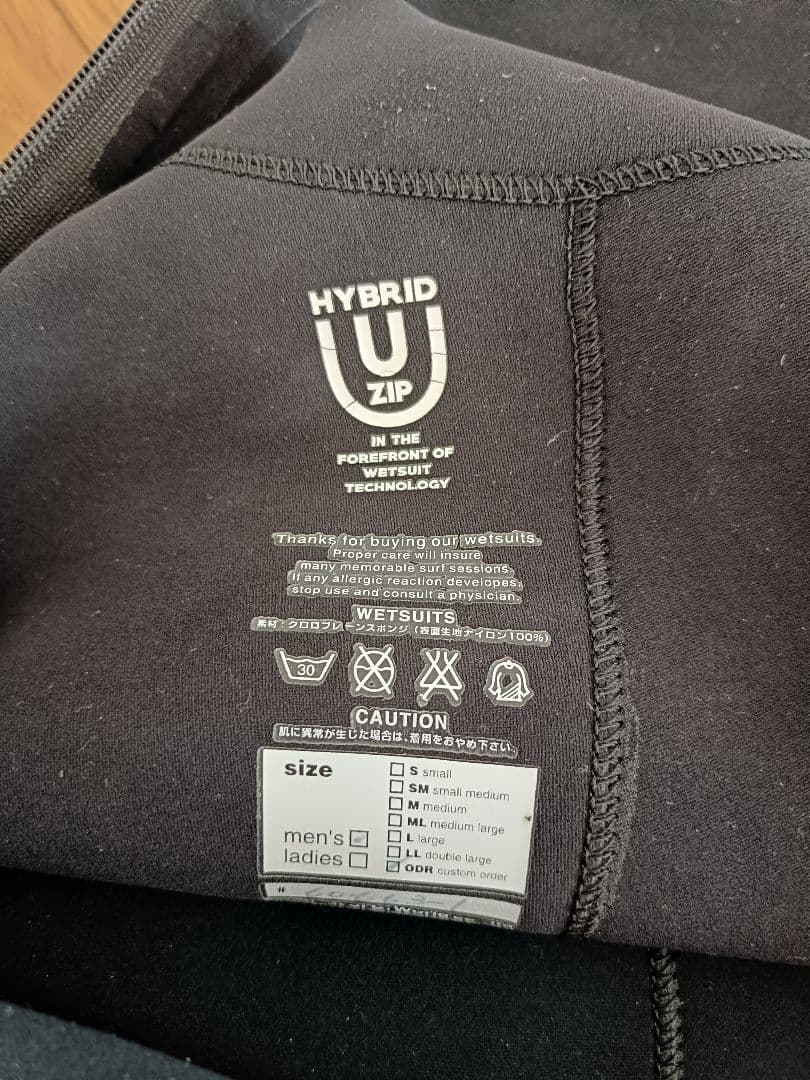 HYBRID
U
ZIP
IN THE
FOREFRONT OF
WETSUIT
TECHNOLOGY
Thanks for buying our wetsuits.
Proper care will insure
many memorable surf sessions.
If any allergic reaction developes,
stop use and consult a physician.
WETSUITS
素材:クロロプレーンスポンジ(表面生地ナイロン100%)
30
CAUTION
肌に異常が生じた場合は、着用をおやめ下さい。
size
S small
SM small medium
M medium
ML medium large
men's
L large
ladies
LL double large
ODR custom order
#